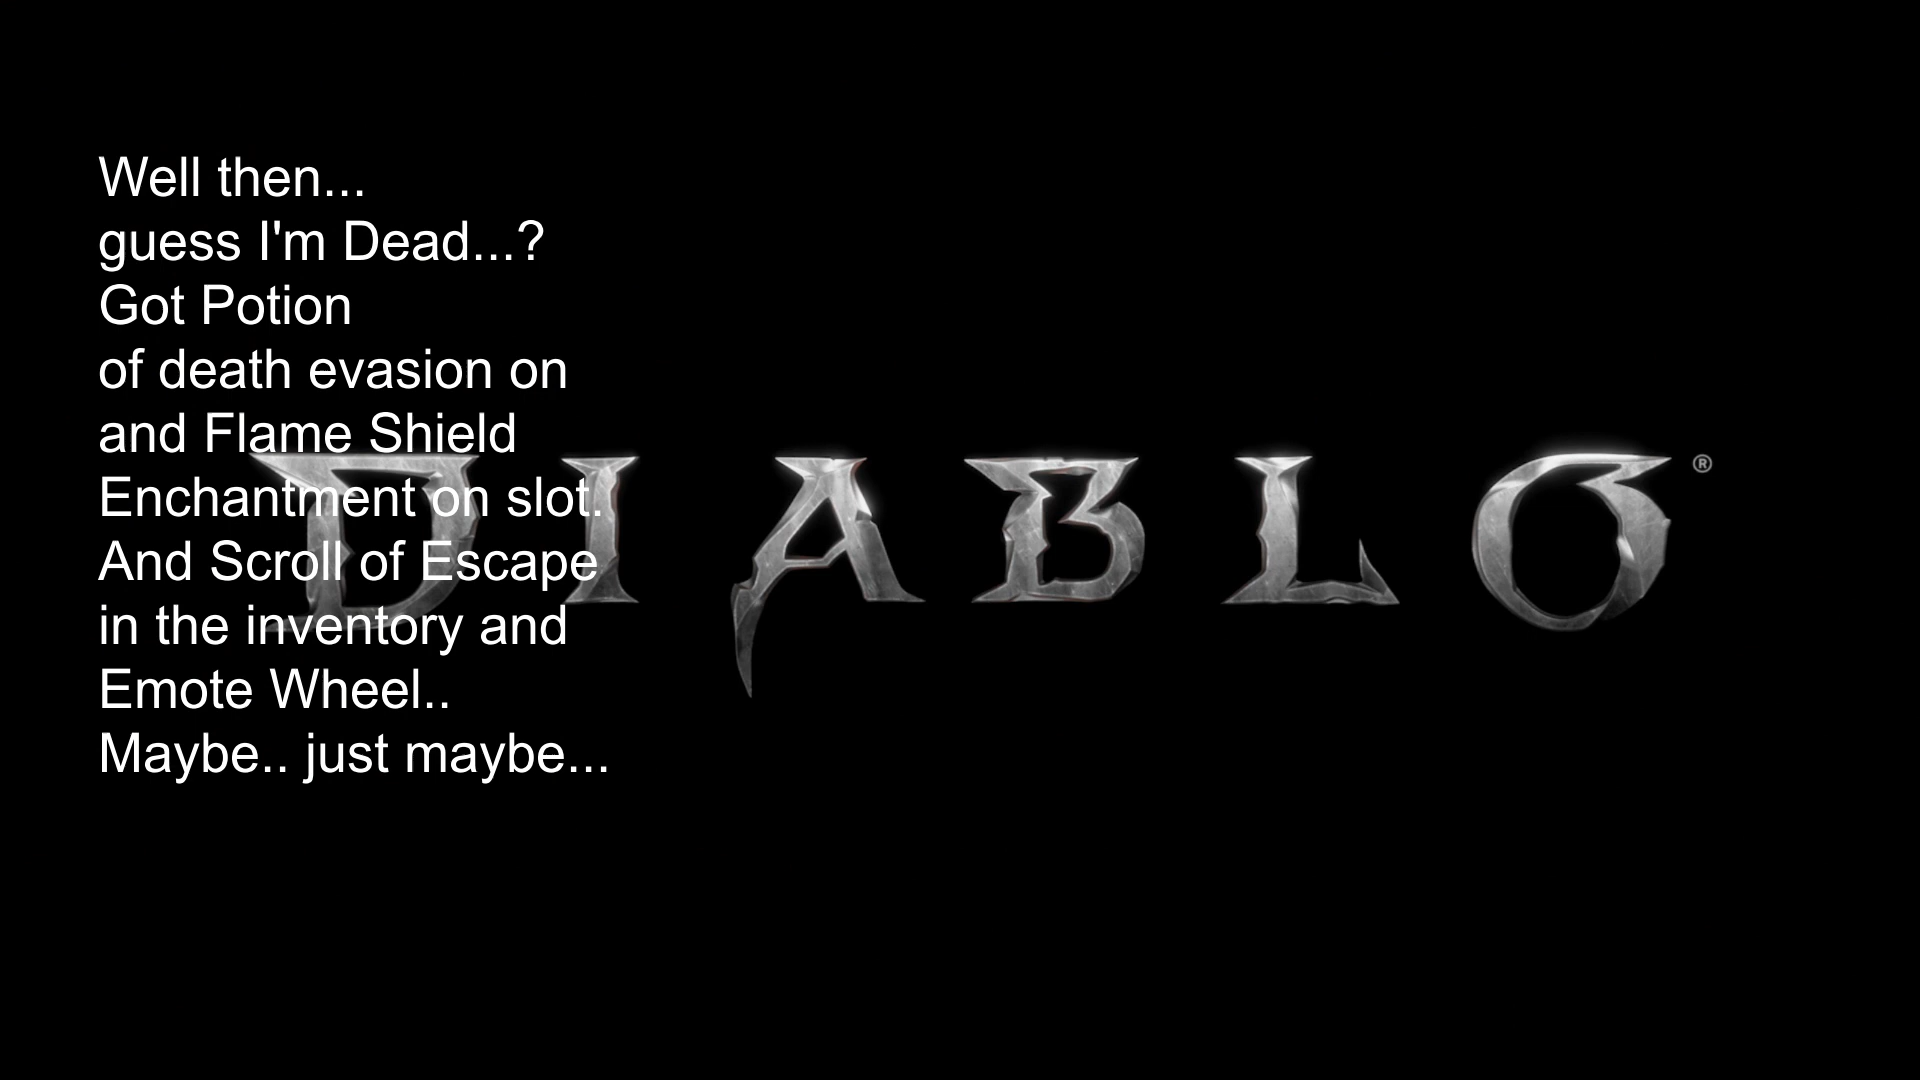 Well then...
guess I'm Dead...?
Got Potion
of death evasion on
and Flame Shield
Enchantment on slot.
And Scroll of Escape
in the inventory and
Emote Wheel..
Maybe.. just maybe...
DIABLO®